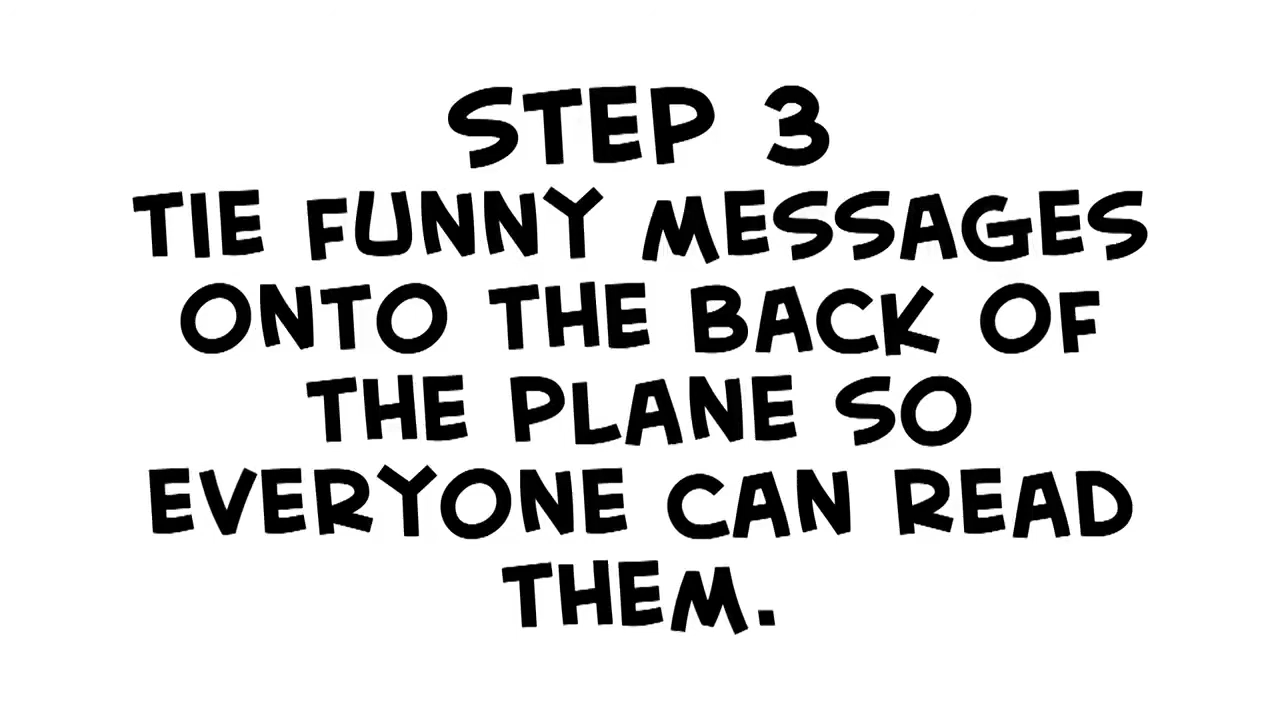 STEP 3
TIE FUNNY MESSAGES
ONTO THE BACK OF
THE PLANE SO
EVERYONE CAN READ
THEM.